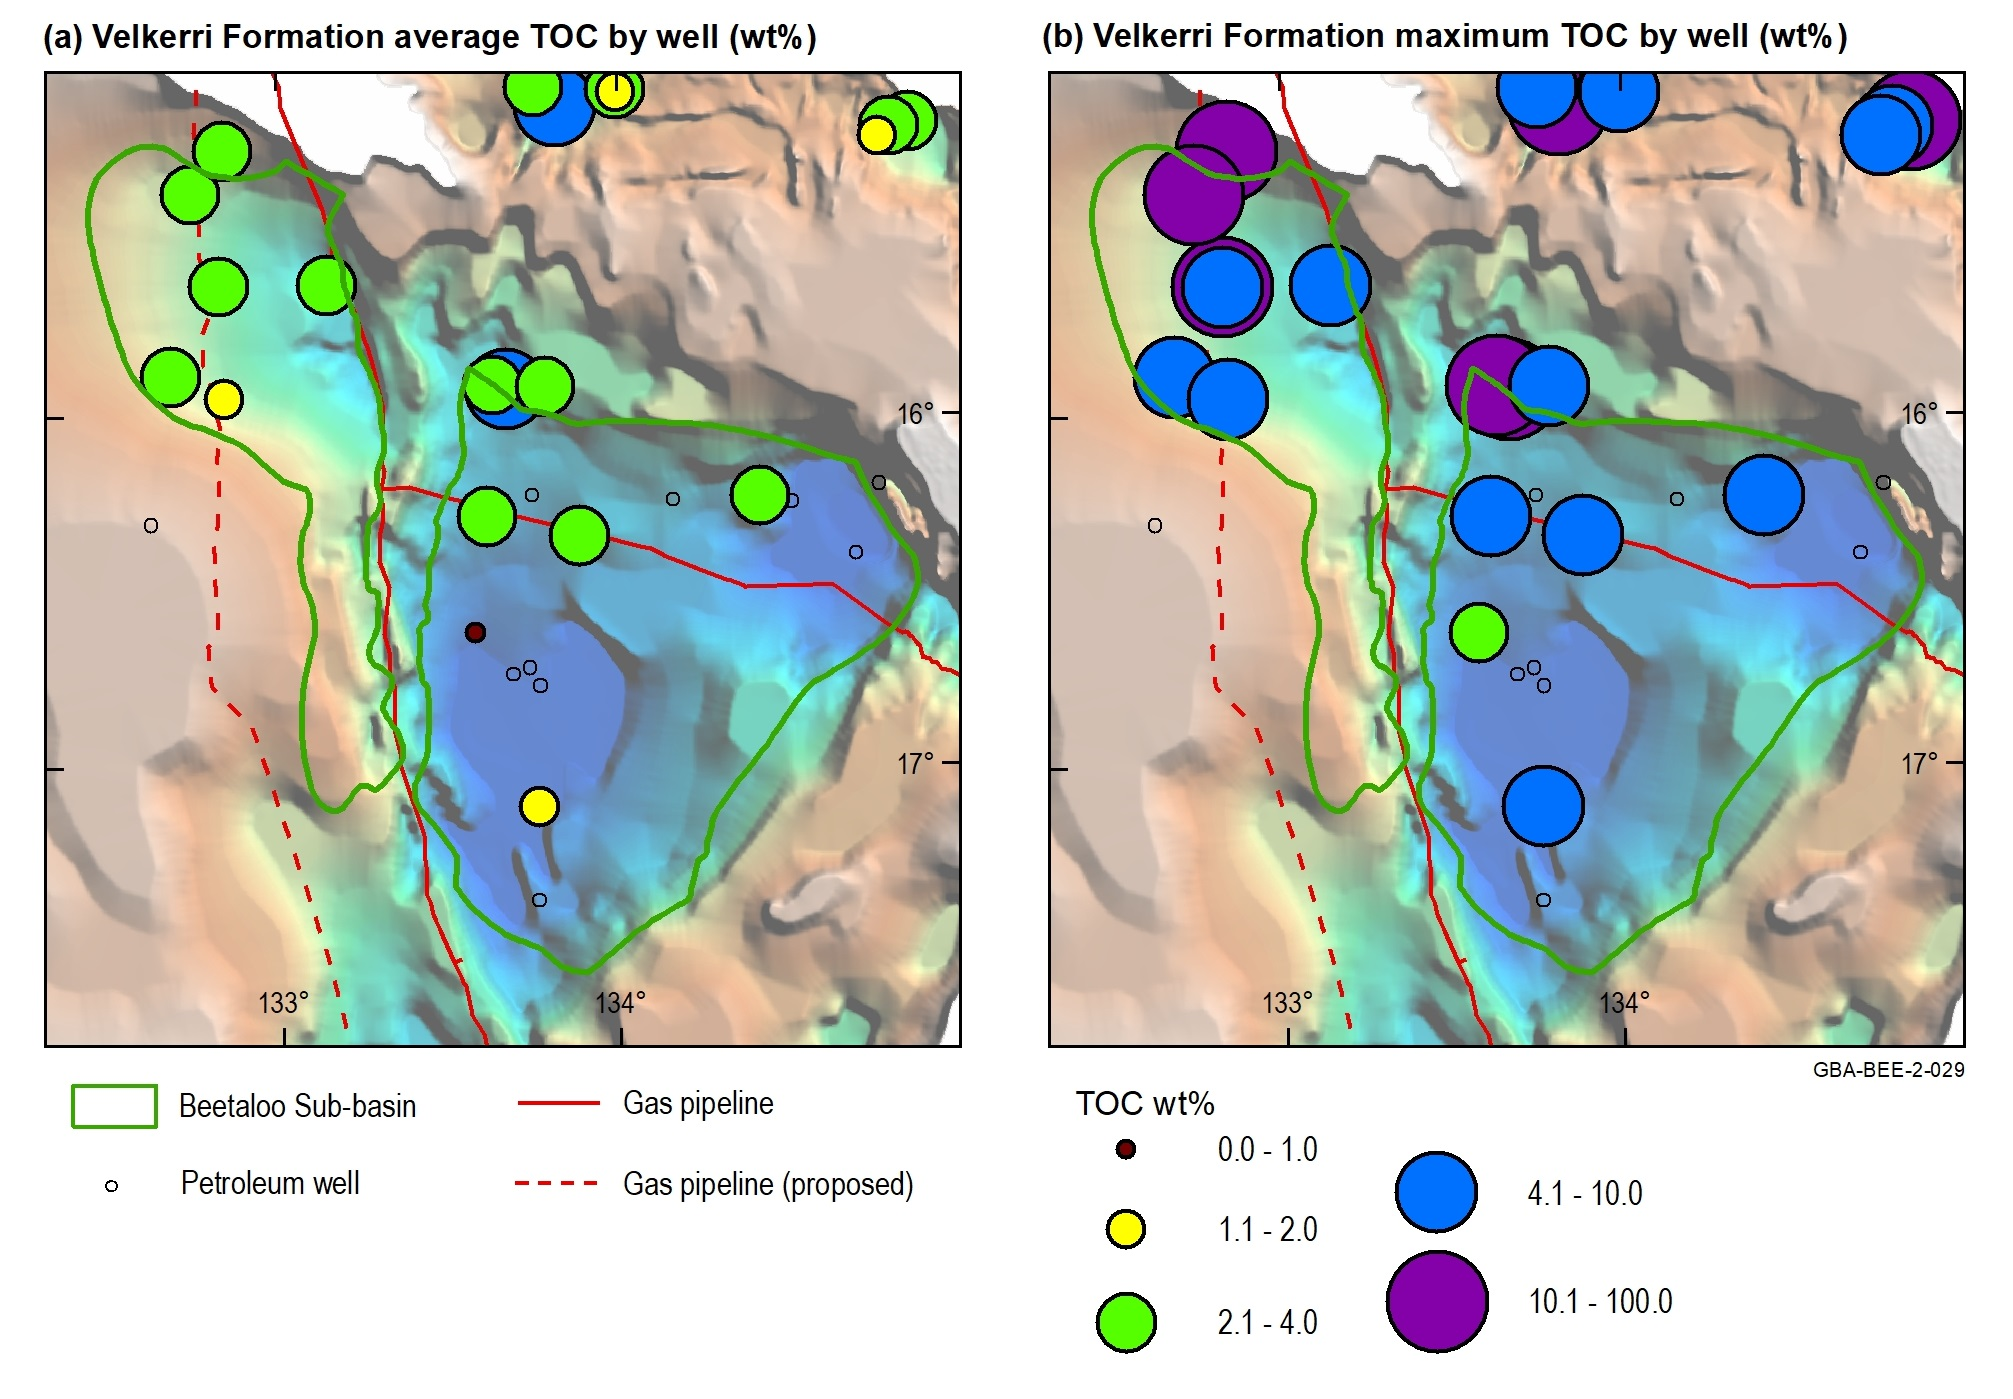 (a) Velkerri Formation average TOC by well (wt%)
(b) Velkerri Formation maximum TOC by well (wt%)
16°
17°
133°
134°
16°
17°
133°
134°
GBA-BEE-2-029
Beetaloo Sub-basin
Gas pipeline
Petroleum well
Gas pipeline (proposed)
TOC wt%
0.0 - 1.0
1.1 - 2.0
2.1 - 4.0
4.1 - 10.0
10.1 - 100.0